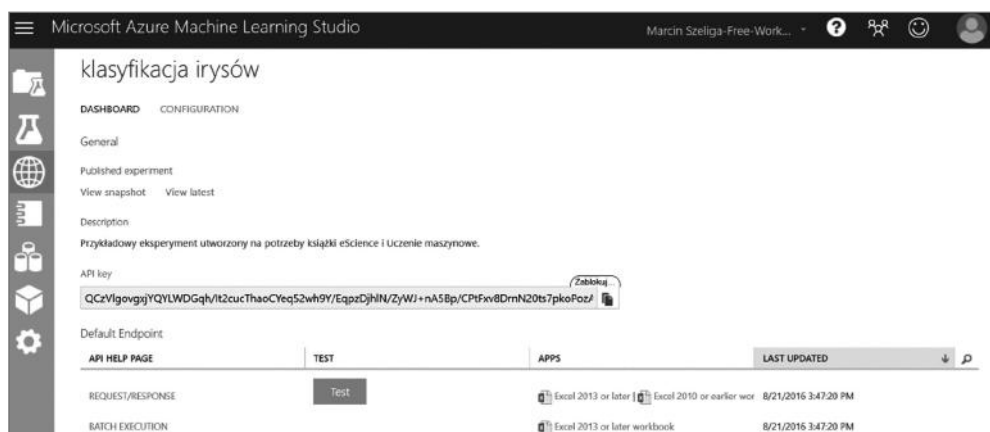 Microsoft Azure Machine Learning Studio
Marcin Szeliga-Free-Work...
?
klasyfikacja irysów
DASHBOARD CONFIGURATION
General
Published experiment
View snapshot View latest
Description
Przykładowy eksperyment utworzony na potrzeby książki eScience i Uczenie maszynowe.
API key
Zablokuj...
QCzVlgovgxjYQYLWDGqh/It2cucThaoCYeq52wh9Y/EqpzDjhlN/ZyWJ+nA5Bp/CPtFxv8DrnN20ts7pkoPozA
Default Endpoint
API HELP PAGE TEST APPS LAST UPDATED
REQUEST/RESPONSE Test Excel 2013 or later | Excel 2010 or earlier wor 8/21/2016 3:47:20 PM
BATCH EXECUTION Excel 2013 or later workbook 8/21/2016 3:47:20 PM